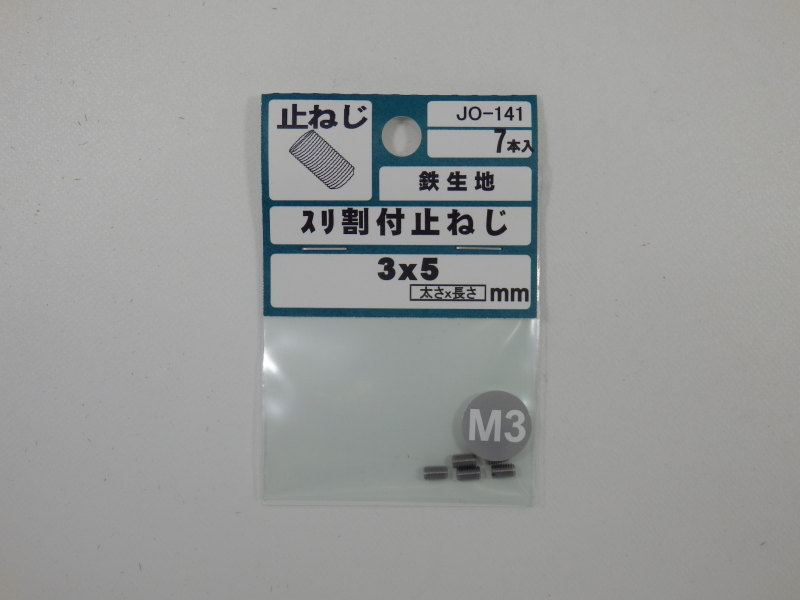 止ねじ
JO-141
7本入
鉄生地
ｽﾘ割付止ねじ
3x5
太さx長さ mm
M3